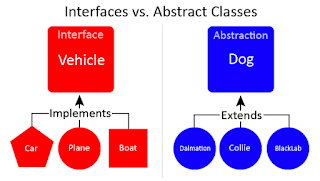 Interfaces vs. Abstract Classes
Interface
Vehicle
Implements
Car
Plane
Boat
Abstraction
Dog
Extends
Dalmation
Collie
BlackLab